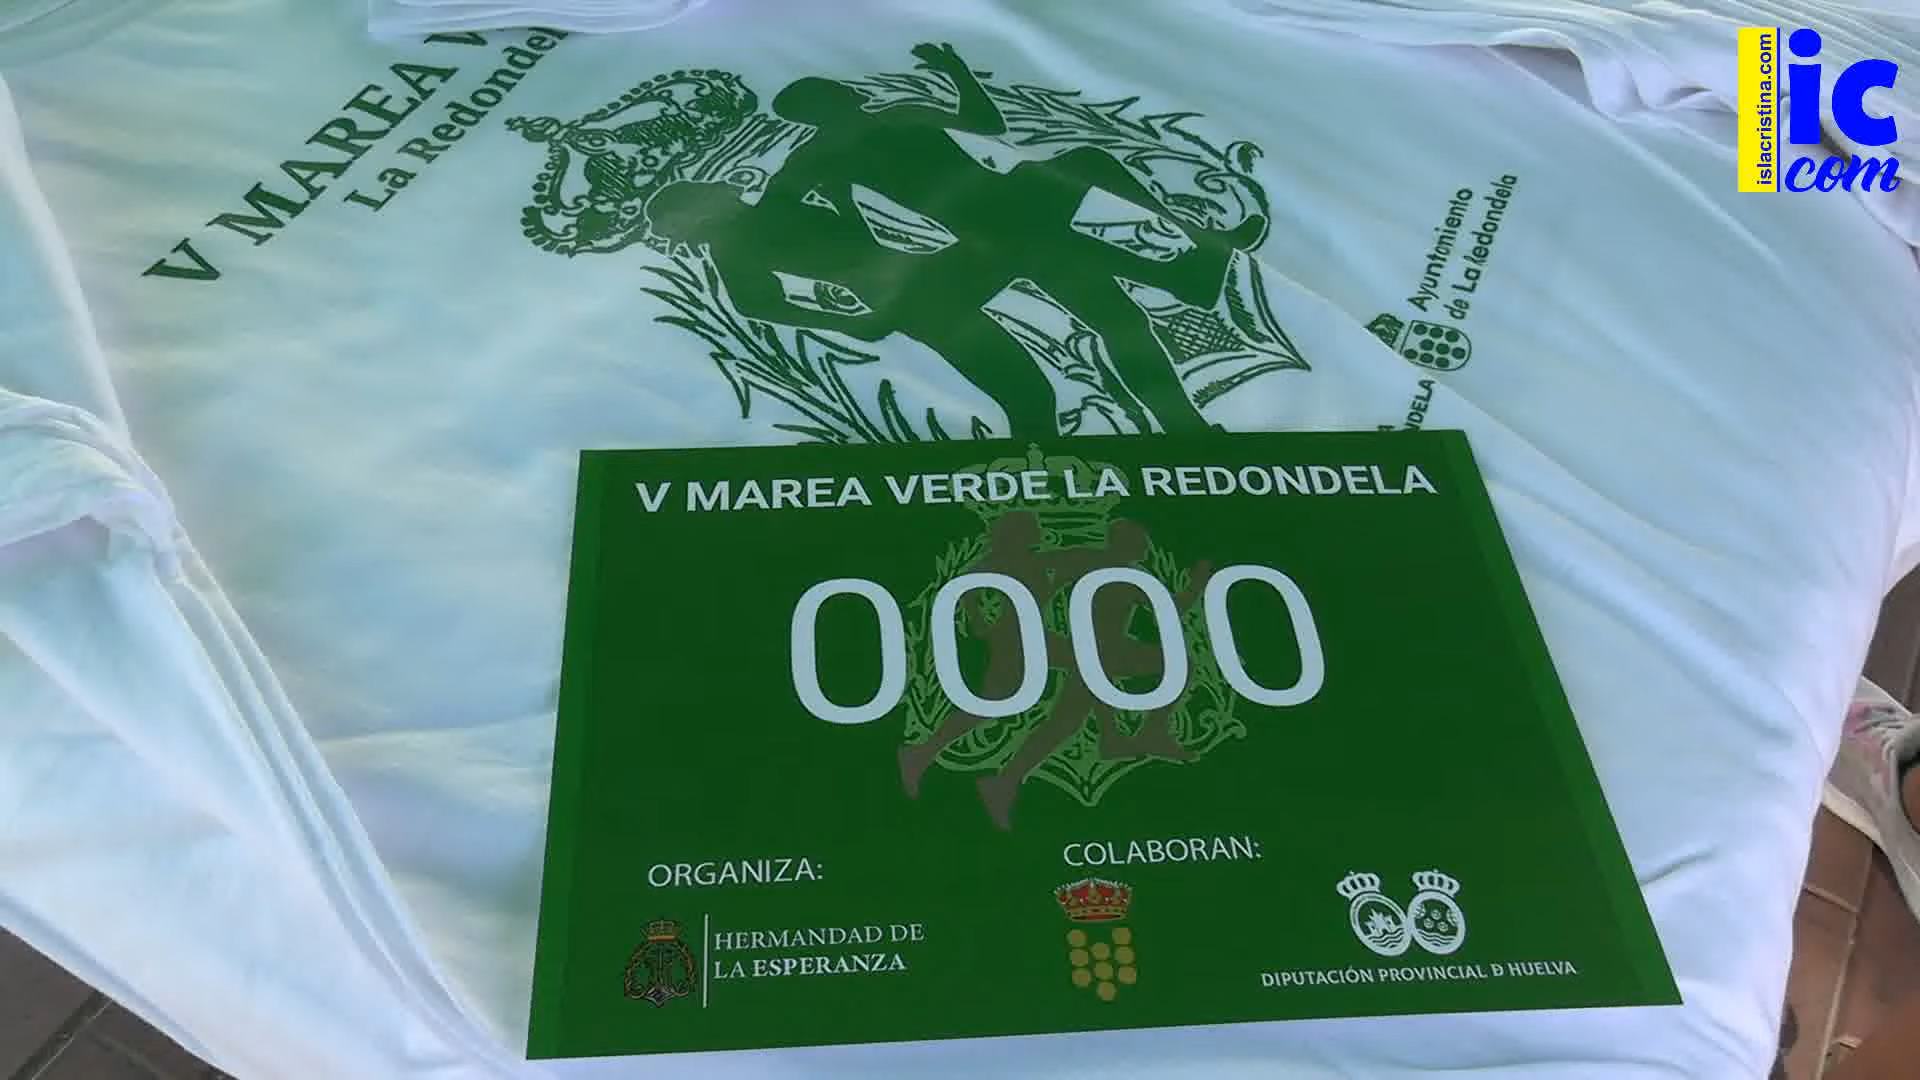 V MAREA
La Redondel
islacristina.com
ic
com
Ayuntamiento
de La Redondela
V MAREA VERDE LA REDONDELA
0000
ORGANIZA:
HERMANDAD DE
LA ESPERANZA
COLABORAN:
DIPUTACIÓN PROVINCIAL D HUELVA